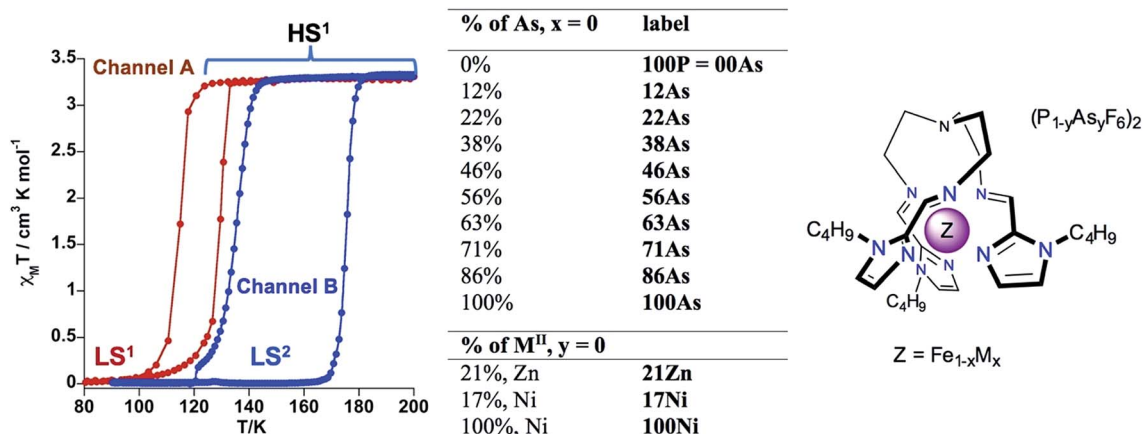 HS¹
3.5
3
2.5
2
1.5
1
0.5
0
χ_M T / cm³ K mol⁻¹
Channel A
Channel B
LS¹
LS²
80 100 120 140 160 180 200
T/K
% of As, x = 0 label
0% 100P = 00As
12% 12As
22% 22As
38% 38As
46% 46As
56% 56As
63% 63As
71% 71As
86% 86As
100% 100As
% of Mᴵᴵ, y = 0
21%, Zn 21Zn
17%, Ni 17Ni
100%, Ni 100Ni
(P₁₋yAsyF₆)₂
N
N
N
N
Z
C₄H₉
N
N
N
N
N
N
C₄H₉
C₄H₉
Z = Fe₁₋ₓMₓ